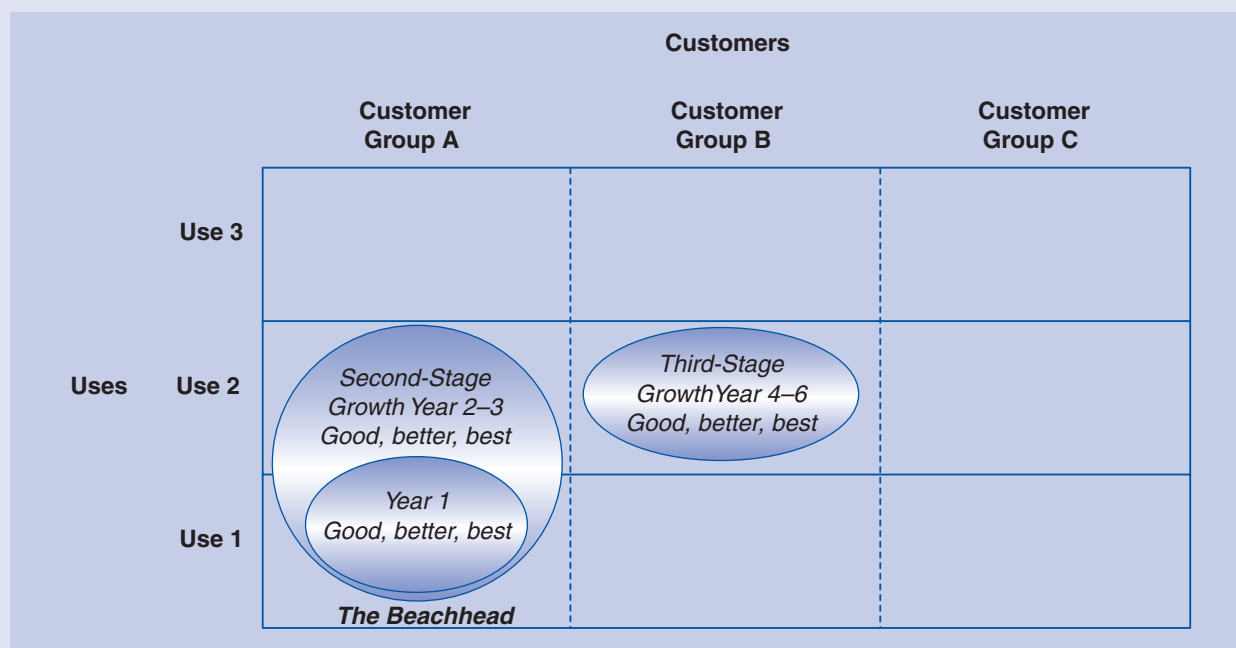 Customers
Customer
Group A
Customer
Group B
Customer
Group C
Use 3
Uses
Use 2
Second-Stage
Growth Year 2–3
Good, better, best
Third-Stage
GrowthYear 4–6
Good, better, best
Use 1
Year 1
Good, better, best
The Beachhead